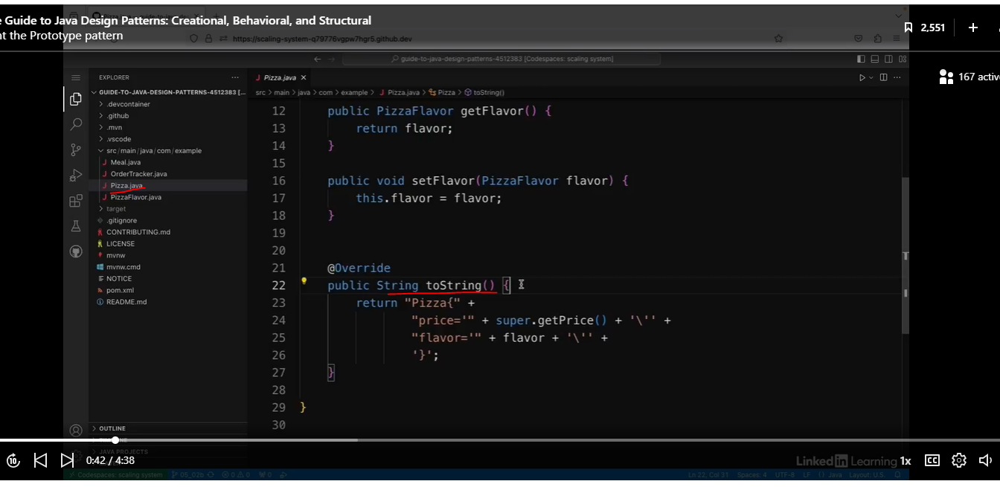 e Guide to Java Design Patterns: Creational, Behavioral, and Structural
nt the Prototype pattern
2,551
167 active
https://scaling-system-q79776vgpw7hgr5.github.dev
guide-to-java-design-patterns-4512383 [Codespaces: scaling system]
EXPLORER
GUIDE-TO-JAVA-DESIGN-PATTERNS-4512383 [...
.devcontainer
.github
.mvn
.vscode
src/main/java/com/example
Meal.java
OrderTracker.java
Pizza.java
PizzaFlavor.java
target
.gitignore
CONTRIBUTING.md
LICENSE
mvnw
mvnw.cmd
NOTICE
pom.xml
README.md
OUTLINE
JAVA PROJECTS
Pizza.java
src > main > java > com > example > Pizza.java > Pizza > toString()
12 public PizzaFlavor getFlavor() {
13 return flavor;
14 }
15
16 public void setFlavor(PizzaFlavor flavor) {
17 this.flavor = flavor;
18 }
19
20
21 @Override
22 public String toString() {
23 return "Pizza{" +
24 "price='" + super.getPrice() + '\'' +
25 "flavor='" + flavor + '\'' +
26 '}';
27 }
28
29 }
30
10
0:42 / 4:38
LinkedIn Learning
1x
CC
Codespaces: scaling system 05_02b 0 0 0
Ln 22, Col 31 Spaces: 4 UTF-8 LF {} Java Layout: U.S.